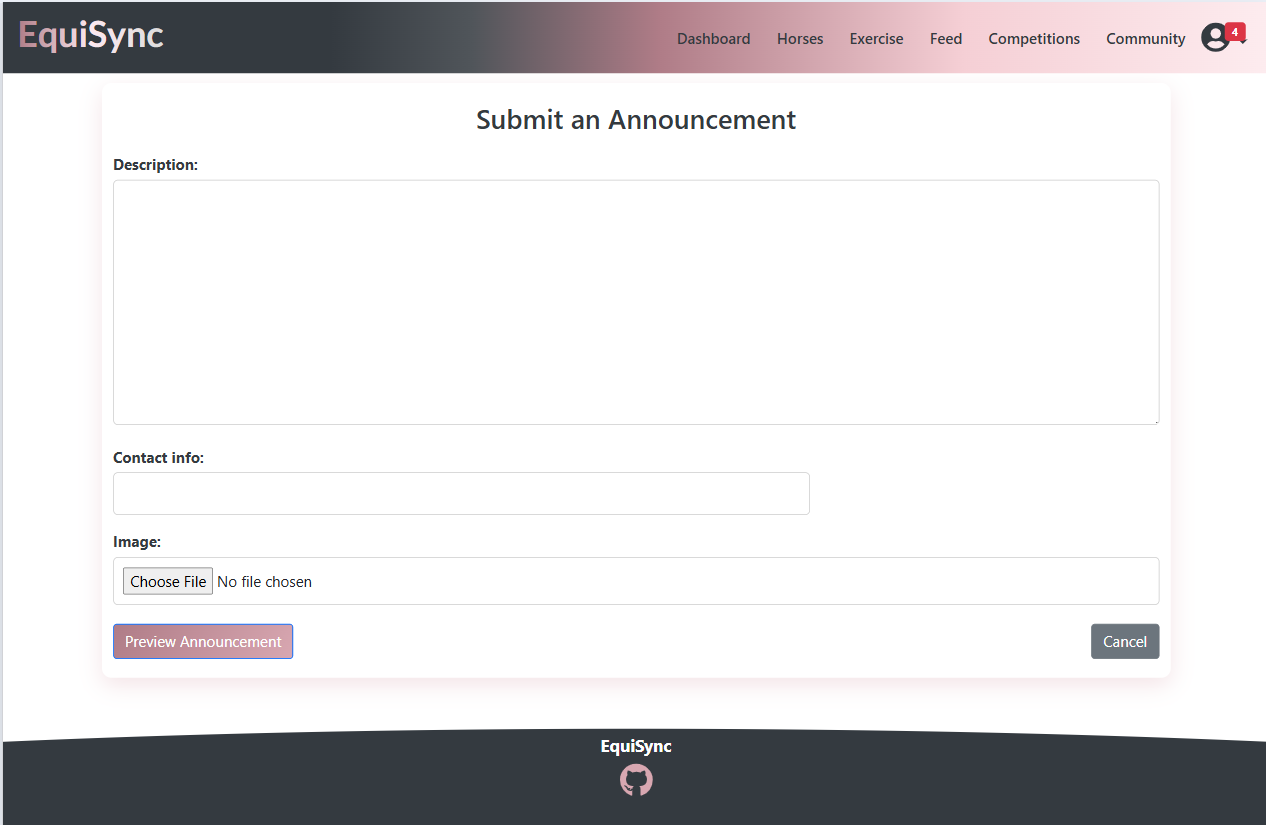 EquiSync
Dashboard Horses Exercise Feed Competitions Community 4
Submit an Announcement
Description:
Contact info:
Image:
Choose File No file chosen
Preview Announcement Cancel
EquiSync